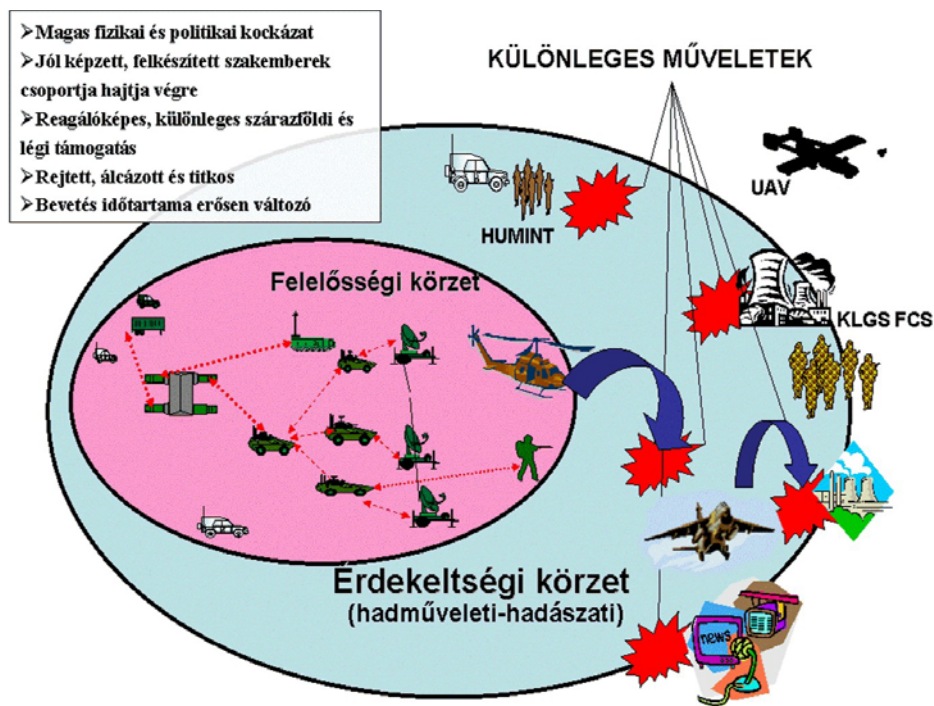 ➢Magas fizikai és politikai kockázat
➢Jól képzett, felkészített szakemberek
csoportja hajtja végre
➢Reagálóképes, különleges szárazföldi és
légi támogatás
➢Rejtett, álcázott és titkos
➢Bevetés időtartama erősen változó
KÜLÖNLEGES MŰVELETEK
UAV
HUMINT
KLGS FCS
Felelősségi körzet
Érdekeltségi körzet
(hadműveleti-hadászati)
news